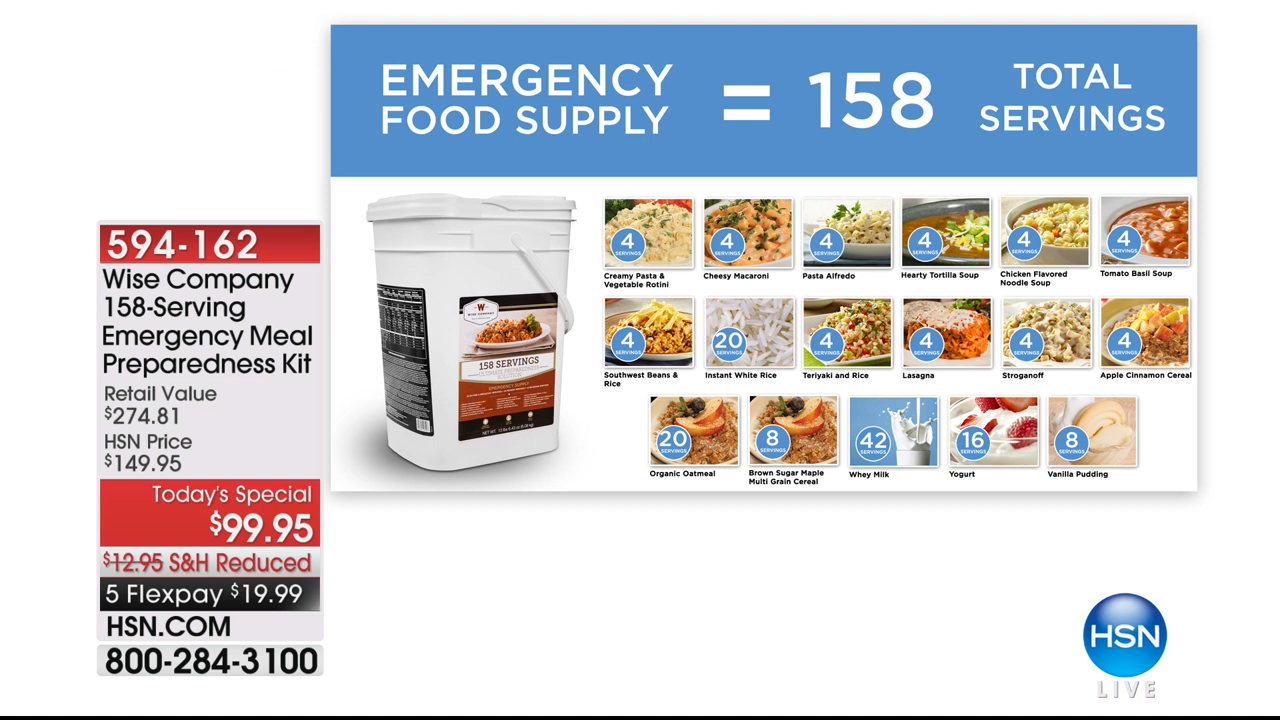 EMERGENCY
FOOD SUPPLY
=
158
TOTAL
SERVINGS
594-162
Wise Company
158-Serving
Emergency Meal
Preparedness Kit
Retail Value
$274.81
HSN Price
$149.95
Today's Special
$99.95
$12.95 S&H Reduced
5 Flexpay $19.99
HSN.COM
800-284-3100
W
WISE COMPANY
158 SERVINGS
EMERGENCY SUPPLY
4
SERVINGS
Creamy Pasta &
Vegetable Rotini
4
SERVINGS
Cheesy Macaroni
4
SERVINGS
Pasta Alfredo
4
SERVINGS
Hearty Tortilla Soup
4
SERVINGS
Chicken Flavored
Noodle Soup
4
SERVINGS
Tomato Basil Soup
4
SERVINGS
Southwest Beans &
Rice
20
SERVINGS
Instant White Rice
4
SERVINGS
Teriyaki and Rice
4
SERVINGS
Lasagna
4
SERVINGS
Stroganoff
4
SERVINGS
Apple Cinnamon Cereal
20
SERVINGS
Organic Oatmeal
8
SERVINGS
Brown Sugar Maple
Multi Grain Cereal
42
SERVINGS
Whey Milk
16
SERVINGS
Yogurt
8
SERVINGS
Vanilla Pudding
HSN
LIVE